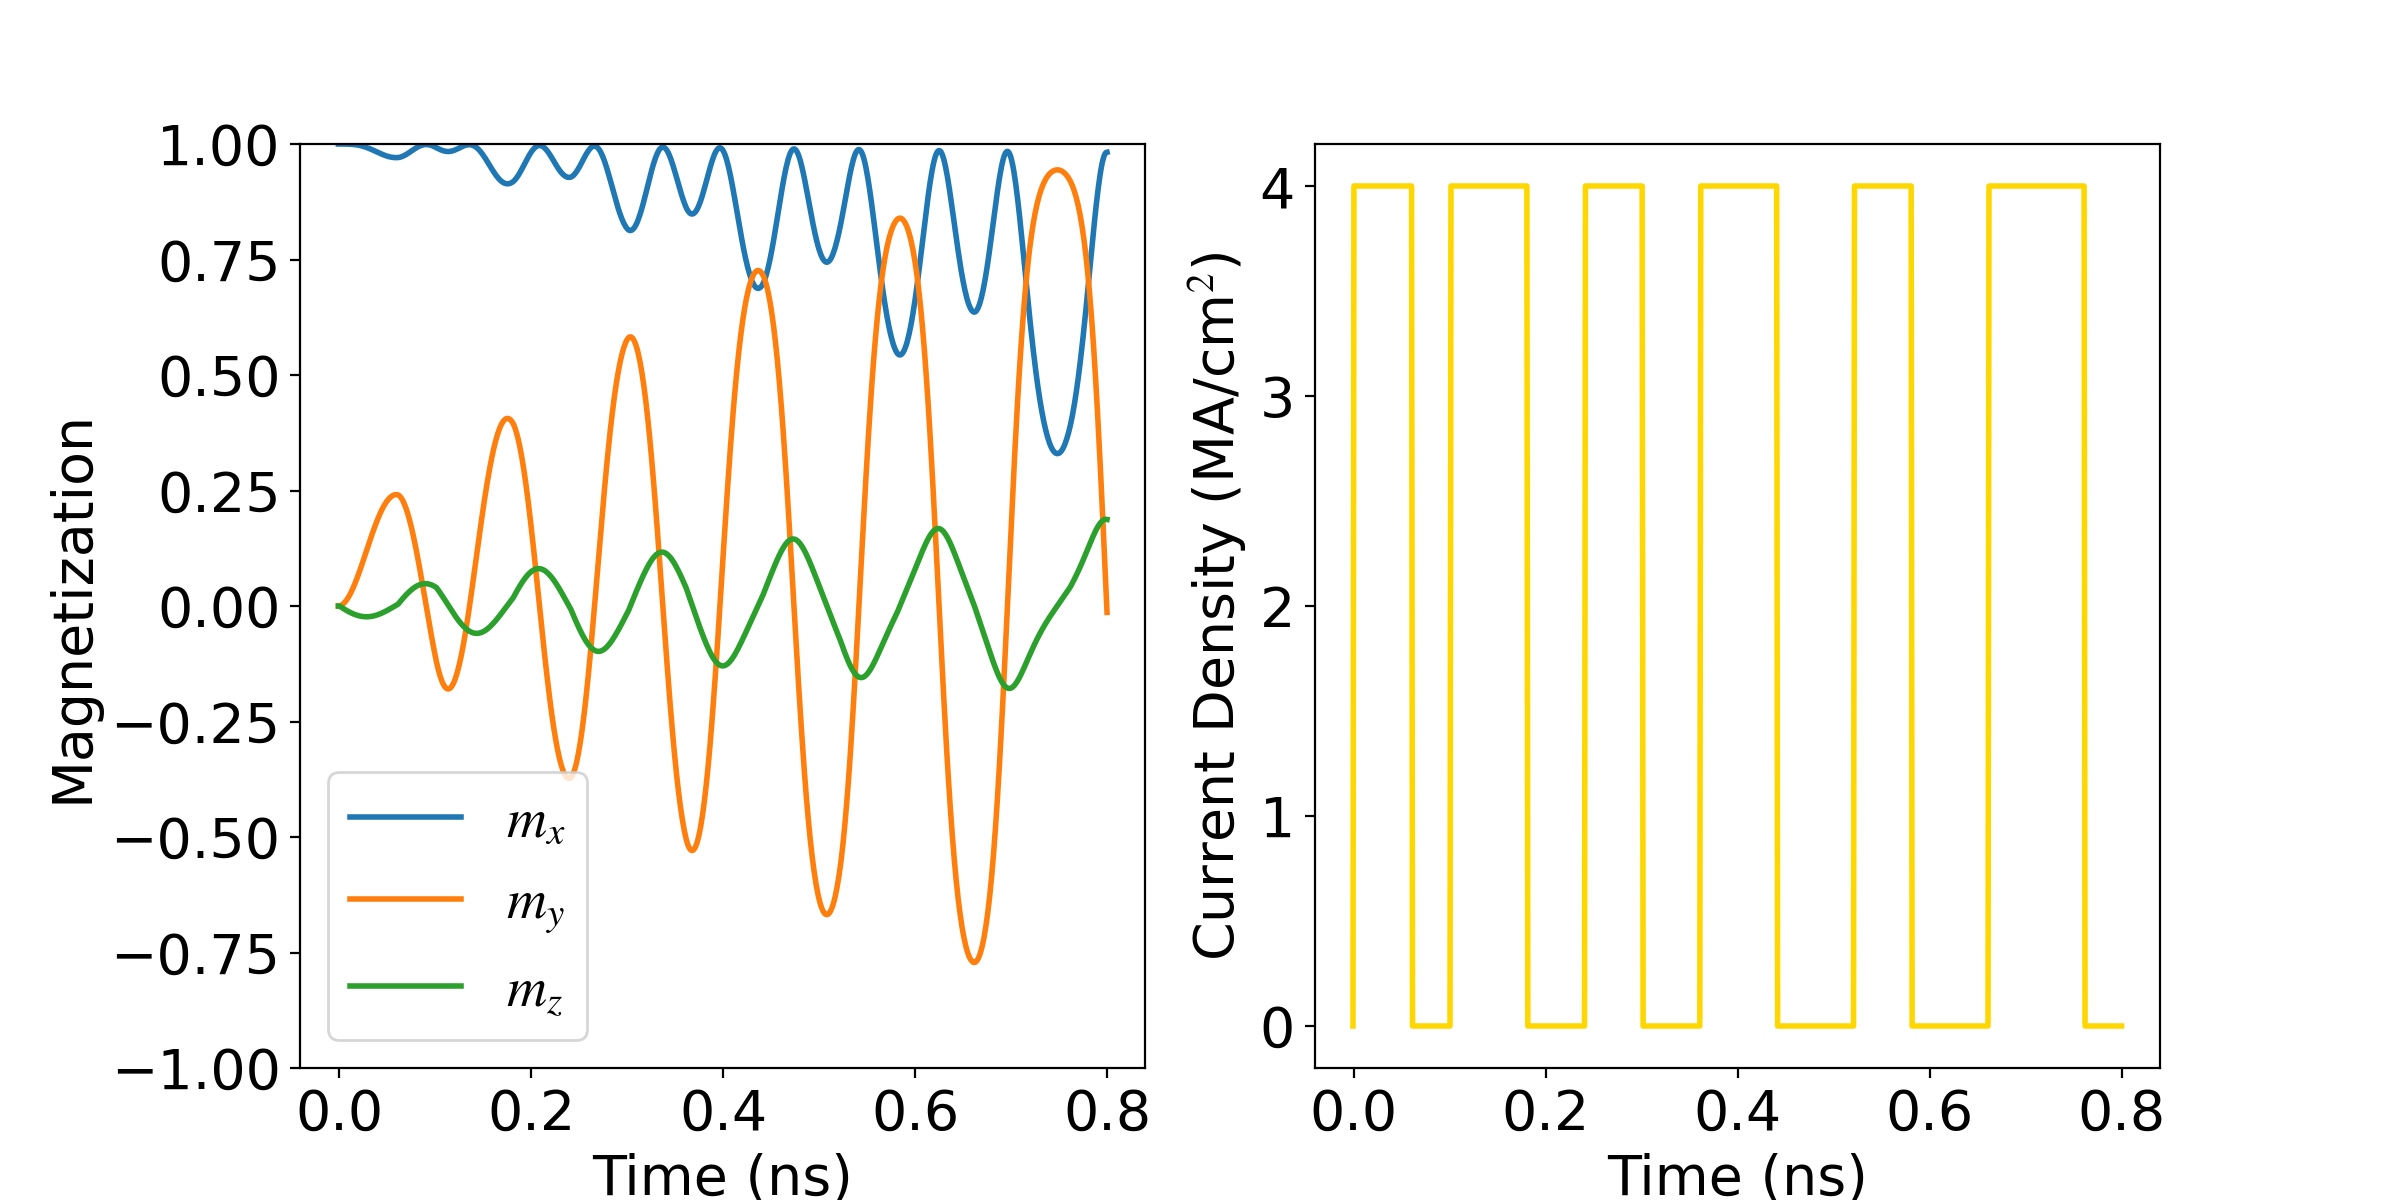 Magnetization
1.00
0.75
0.50
0.25
0.00
−0.25
−0.50
−0.75
−1.00
m_x
m_y
m_z
0.0 0.2 0.4 0.6 0.8
Time (ns)
Current Density (MA/cm²)
4
3
2
1
0
0.0 0.2 0.4 0.6 0.8
Time (ns)